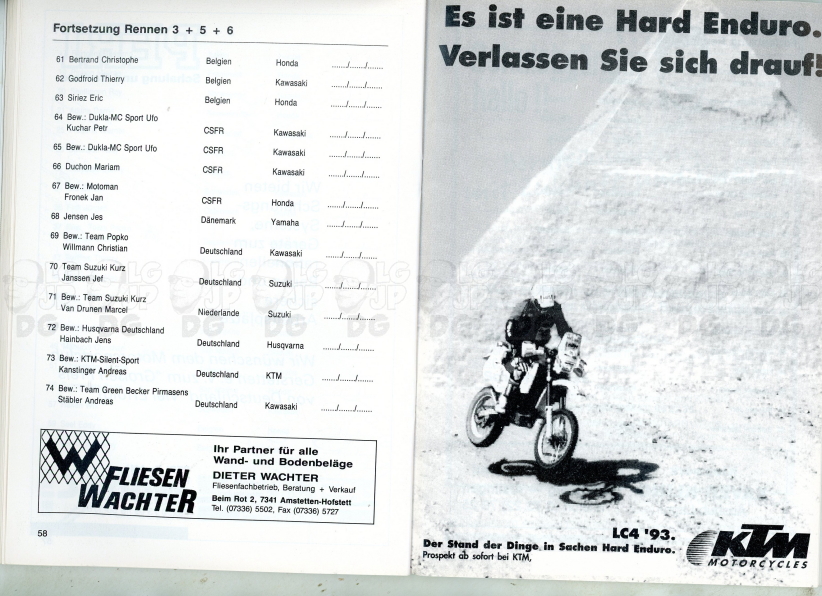 Fortsetzung Rennen 3 + 5 + 6
61 Bertrand Christophe Belgien Honda ......./......./.......
62 Godfroid Thierry Belgien Kawasaki ......./......./.......
63 Siriez Eric Belgien Honda ......./......./.......
64 Bew.: Dukla-MC Sport Ufo
Kuchar Petr CSFR Kawasaki ......./......./.......
65 Bew.: Dukla-MC Sport Ufo CSFR Kawasaki ......./......./.......
66 Duchon Mariam CSFR Kawasaki ......./......./.......
67 Bew.: Motoman
Fronek Jan CSFR Honda ......./......./.......
68 Jensen Jes Dänemark Yamaha ......./......./.......
69 Bew.: Team Popko
Willmann Christian Deutschland Kawasaki ......./......./.......
70 Team Suzuki Kurz
Janssen Jef Deutschland Suzuki ......./......./.......
71 Bew.: Team Suzuki Kurz
Van Drunen Marcel Niederlande Suzuki ......./......./.......
72 Bew.: Husqvarna Deutschland
Hainbach Jens Deutschland Husqvarna ......./......./.......
73 Bew.: KTM-Silent-Sport
Kanstinger Andreas Deutschland KTM ......./......./.......
74 Bew.: Team Green Becker Pirmasens
Stäbler Andreas Deutschland Kawasaki ......./......./.......
W
FLIESEN
WACHTER
Ihr Partner für alle
Wand- und Bodenbeläge
DIETER WACHTER
Fliesenfachbetrieb, Beratung + Verkauf
Beim Rot 2, 7341 Amstetten-Hofstett
Tel. (07336) 5502, Fax (07336) 5727
58
Es ist eine Hard Enduro.
Verlassen Sie sich drauf!
LC4 '93.
Der Stand der Dinge in Sachen Hard Enduro.
Prospekt ab sofort bei KTM,
KTM
MOTORCYCLES
LG JP DG